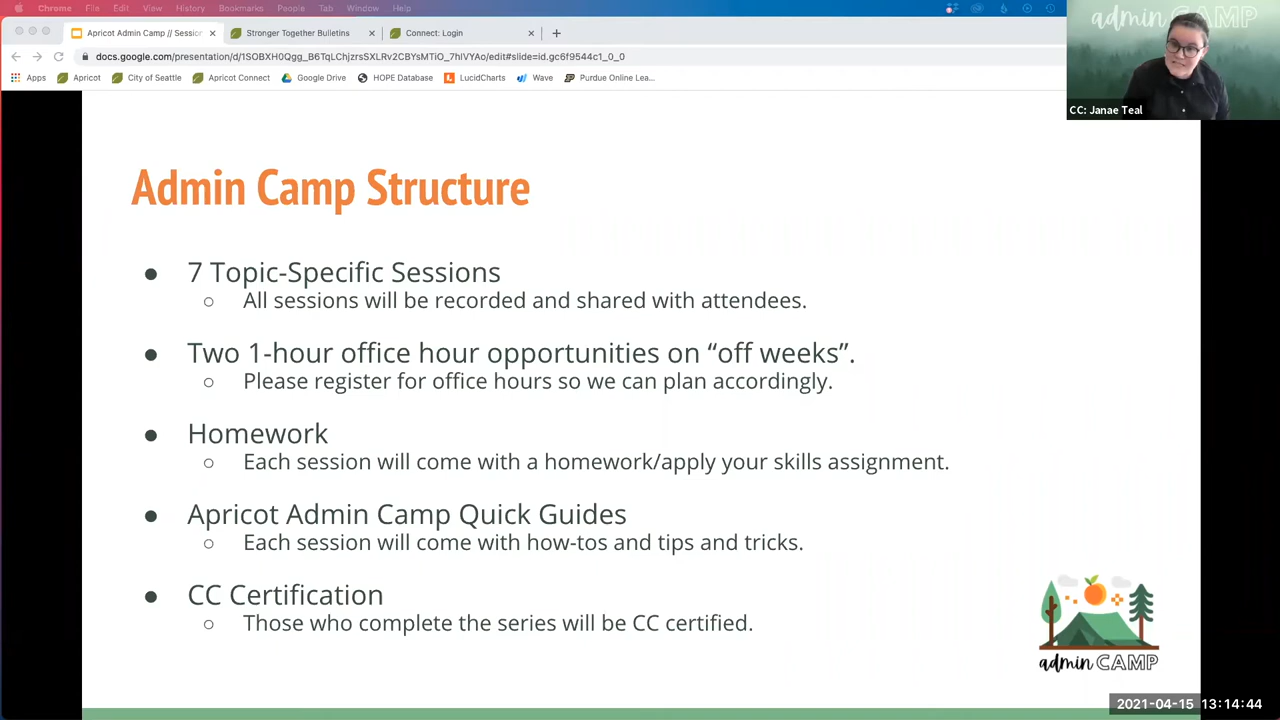 Chrome File Edit View History Bookmarks People Tab Window Help
Apricot Admin Camp // Session
Stronger Together Bulletins
Connect: Login
docs.google.com/presentation/d/1SOBXH0Qgg_B6TqLChjzrsSXLRv2CBYsMTiO_7hIVYAo/edit#slide=id.gc6f9544c1_0_0
Apps Apricot City of Seattle Apricot Connect Google Drive HOPE Database LucidCharts Wave Purdue Online Lea...
admin CAMP
CC: Janae Teal
Admin Camp Structure
● 7 Topic-Specific Sessions
○ All sessions will be recorded and shared with attendees.
● Two 1-hour office hour opportunities on “off weeks”.
○ Please register for office hours so we can plan accordingly.
● Homework
○ Each session will come with a homework/apply your skills assignment.
● Apricot Admin Camp Quick Guides
○ Each session will come with how-tos and tips and tricks.
● CC Certification
○ Those who complete the series will be CC certified.
admin CAMP
2021-04-15 13:14:44